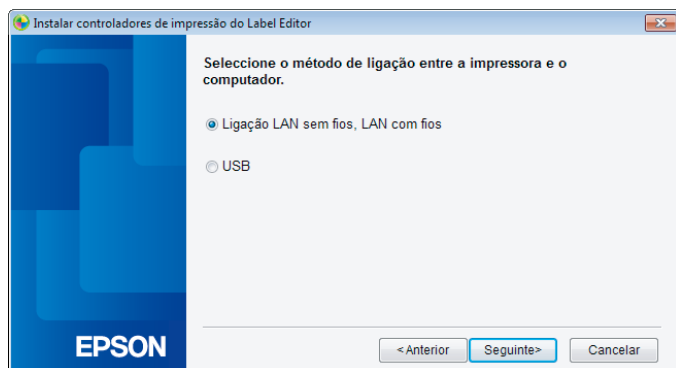 Instalar controladores de impressão do Label Editor
Seleccione o método de ligação entre a impressora e o
computador.
Ligação LAN sem fios, LAN com fios
USB
EPSON
<Anterior
Seguinte>
Cancelar